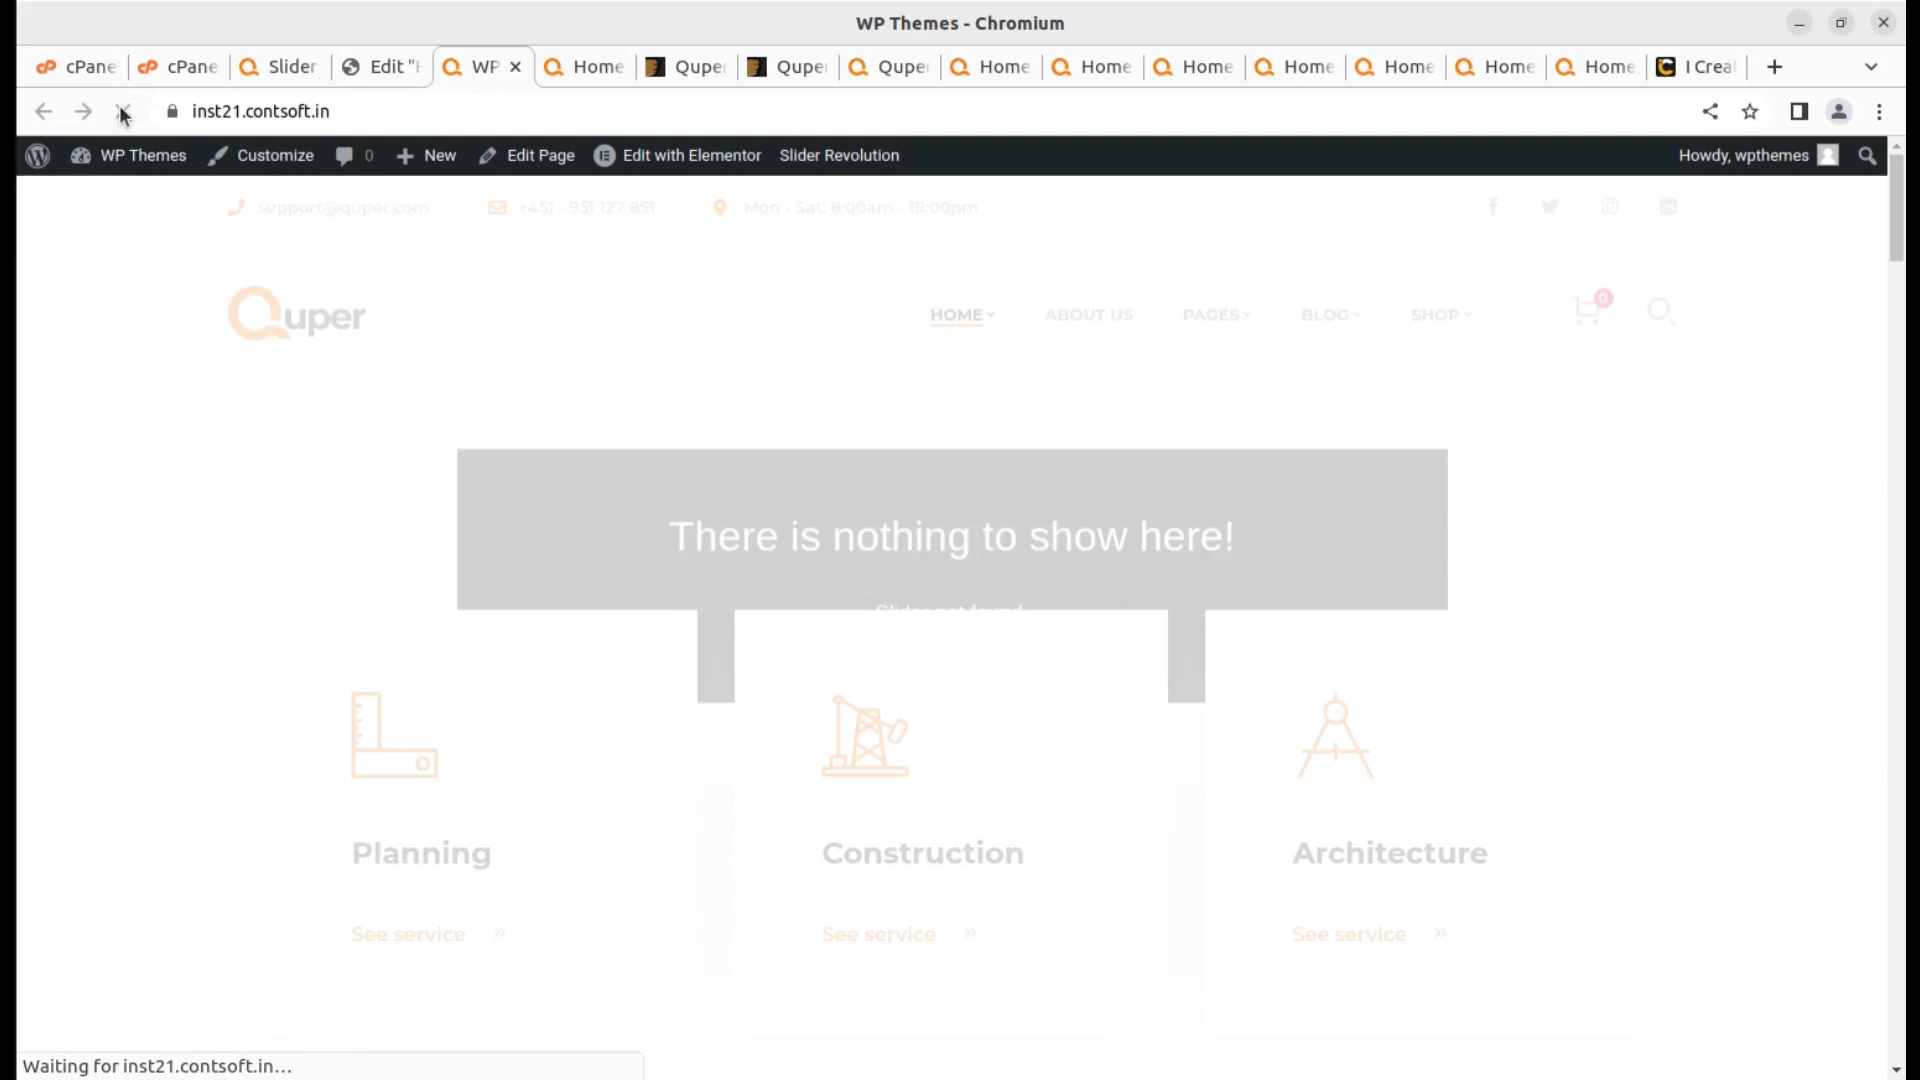 WP Themes - Chromium
cPane cPane Slider Edit "H WP Home Quper Quper Quper Home Home Home Home Home Home Home I Crea
inst21.contsoft.in
WP Themes Customize 0 New Edit Page Edit with Elementor Slider Revolution Howdy, wpthemes
support@quper.com +451 - 951 127 851 Mon - Sat: 8:00am - 18:00pm
Quper HOME ABOUT US PAGES BLOG SHOP 0
There is nothing to show here!
Slider not found
Planning Construction Architecture
See service » See service » See service »
Waiting for inst21.contsoft.in...